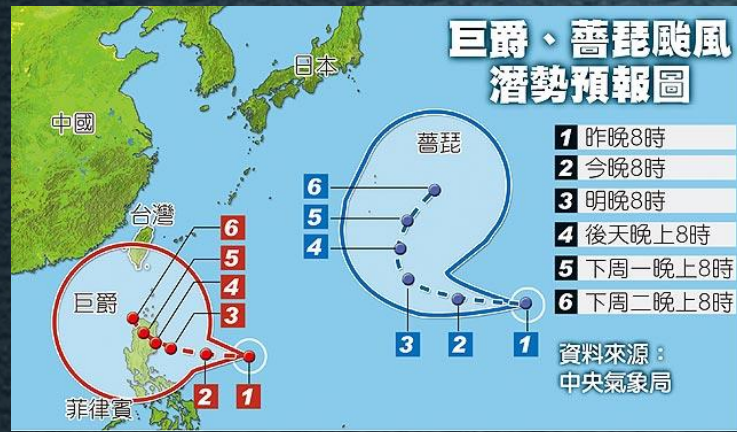 巨爵、薔琵颱風
潛勢預報圖
日本
中國
薔琵
台灣
巨爵
菲律賓
6
5
4
3
2
1
6
5
4
3
2
1
1 昨晚8時
2 今晚8時
3 明晚8時
4 後天晚上8時
5 下周一晚上8時
6 下周二晚上8時
資料來源：
中央氣象局